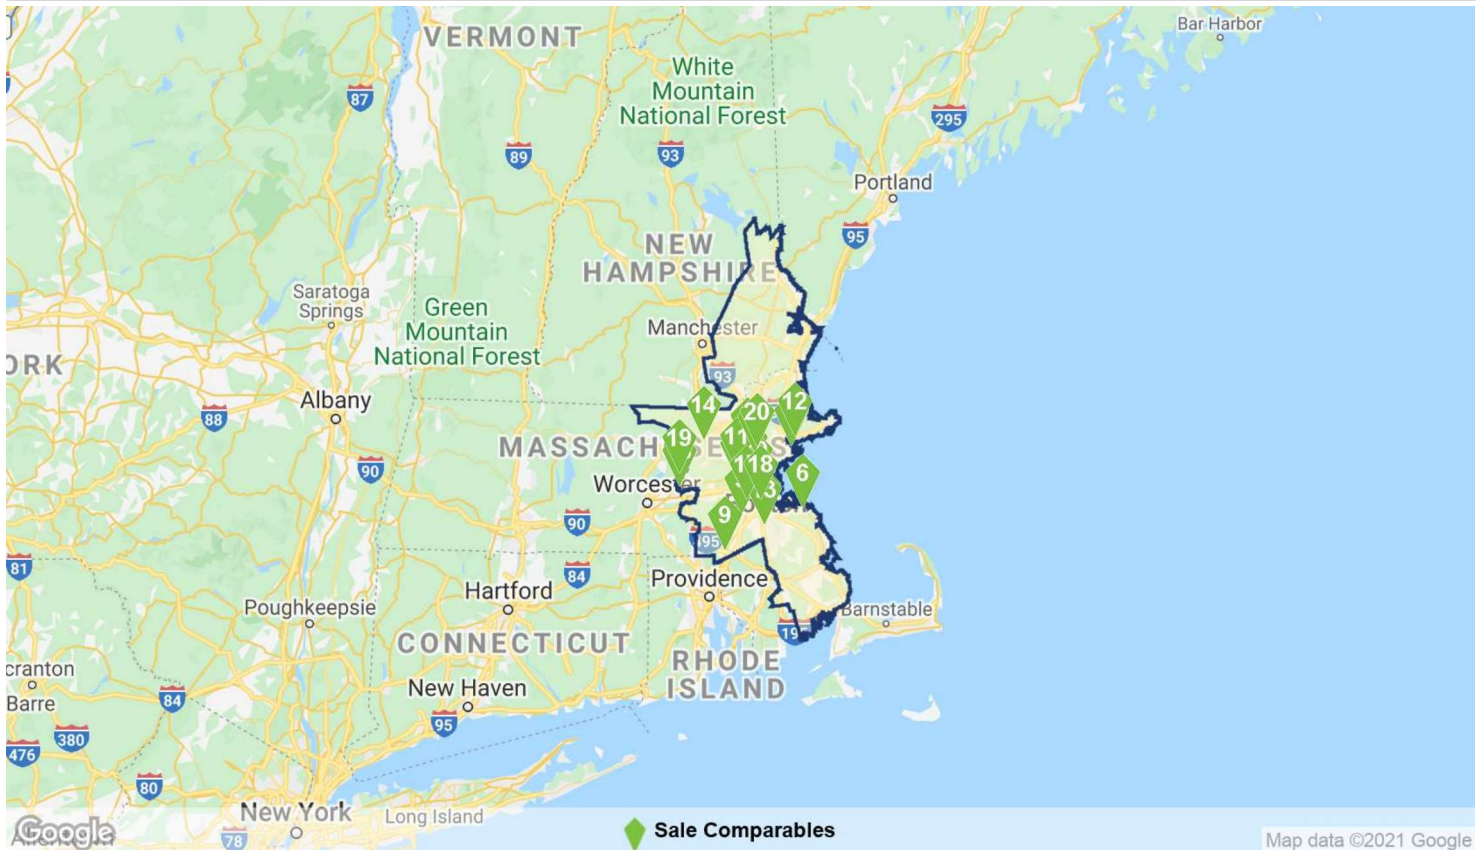 Bar Harbor
VERMONT
White
Mountain
National Forest
87
295
89
93
Portland
95
NEW
HAMPSHIRE
Saratoga
Springs
Green
Mountain
National Forest
Manchester
ORK
93
Albany
88
14
20
12
19
11
MASSACHUSE
90
18
6
Worcester
9
90
81
84
Providence
Hartford
Poughkeepsie
Barnstable
CONNECTICUT
RHODE
ISLAND
cranton
New Haven
Barre
84
95
380
476
80
New York
Long Island
Sale Comparables
Google
78
Map data ©2021 Google